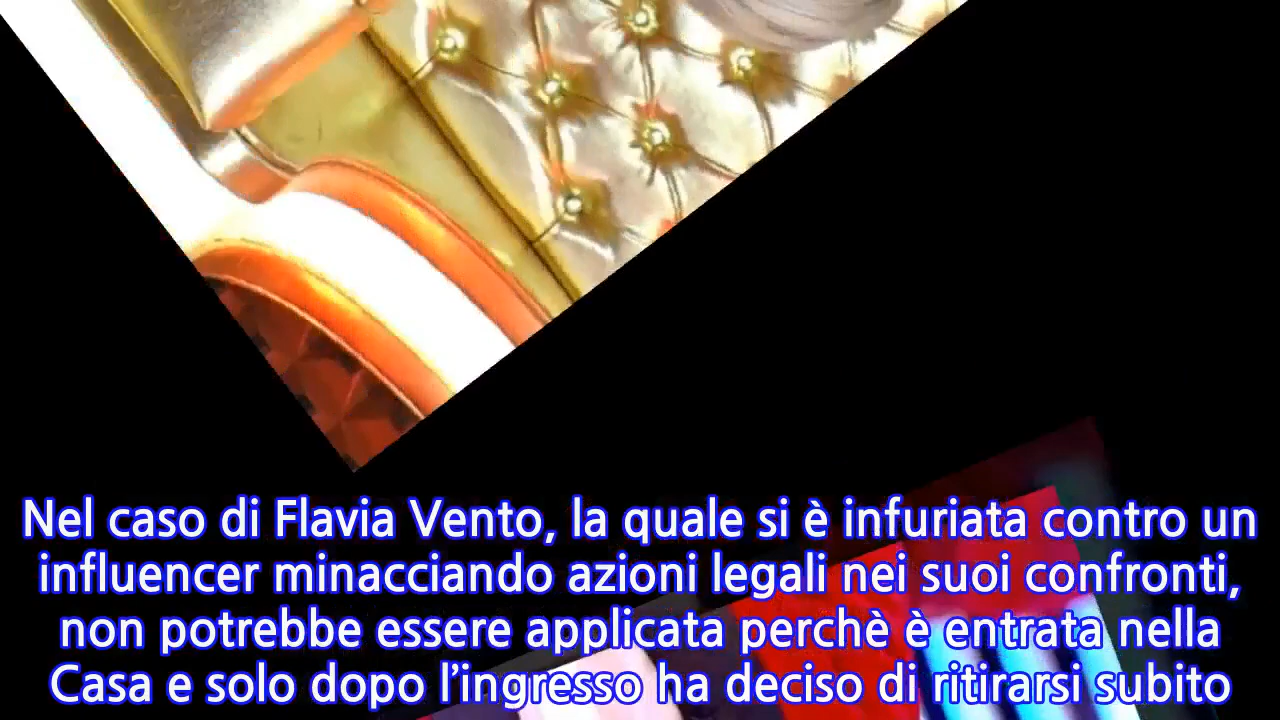 Nel caso di Flavia Vento, la quale si è infuriata contro un
influencer minacciando azioni legali nei suoi confronti,
non potrebbe essere applicata perchè è entrata nella
Casa e solo dopo l'ingresso ha deciso di ritirarsi subito